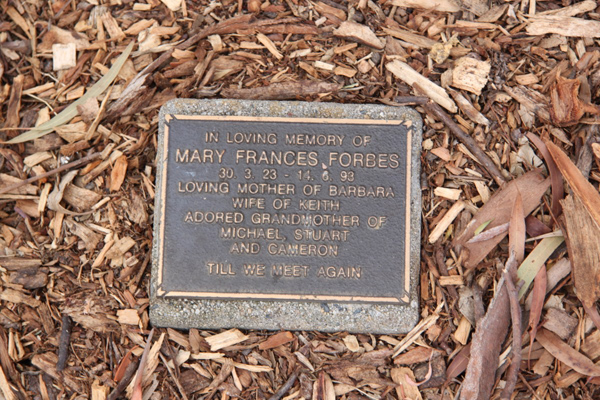 IN LOVING MEMORY OF
MARY FRANCES FORBES
30. 3. 23 - 14. 6. 93
LOVING MOTHER OF BARBARA
WIFE OF KEITH
ADORED GRANDMOTHER OF
MICHAEL, STUART
AND CAMERON
TILL WE MEET AGAIN